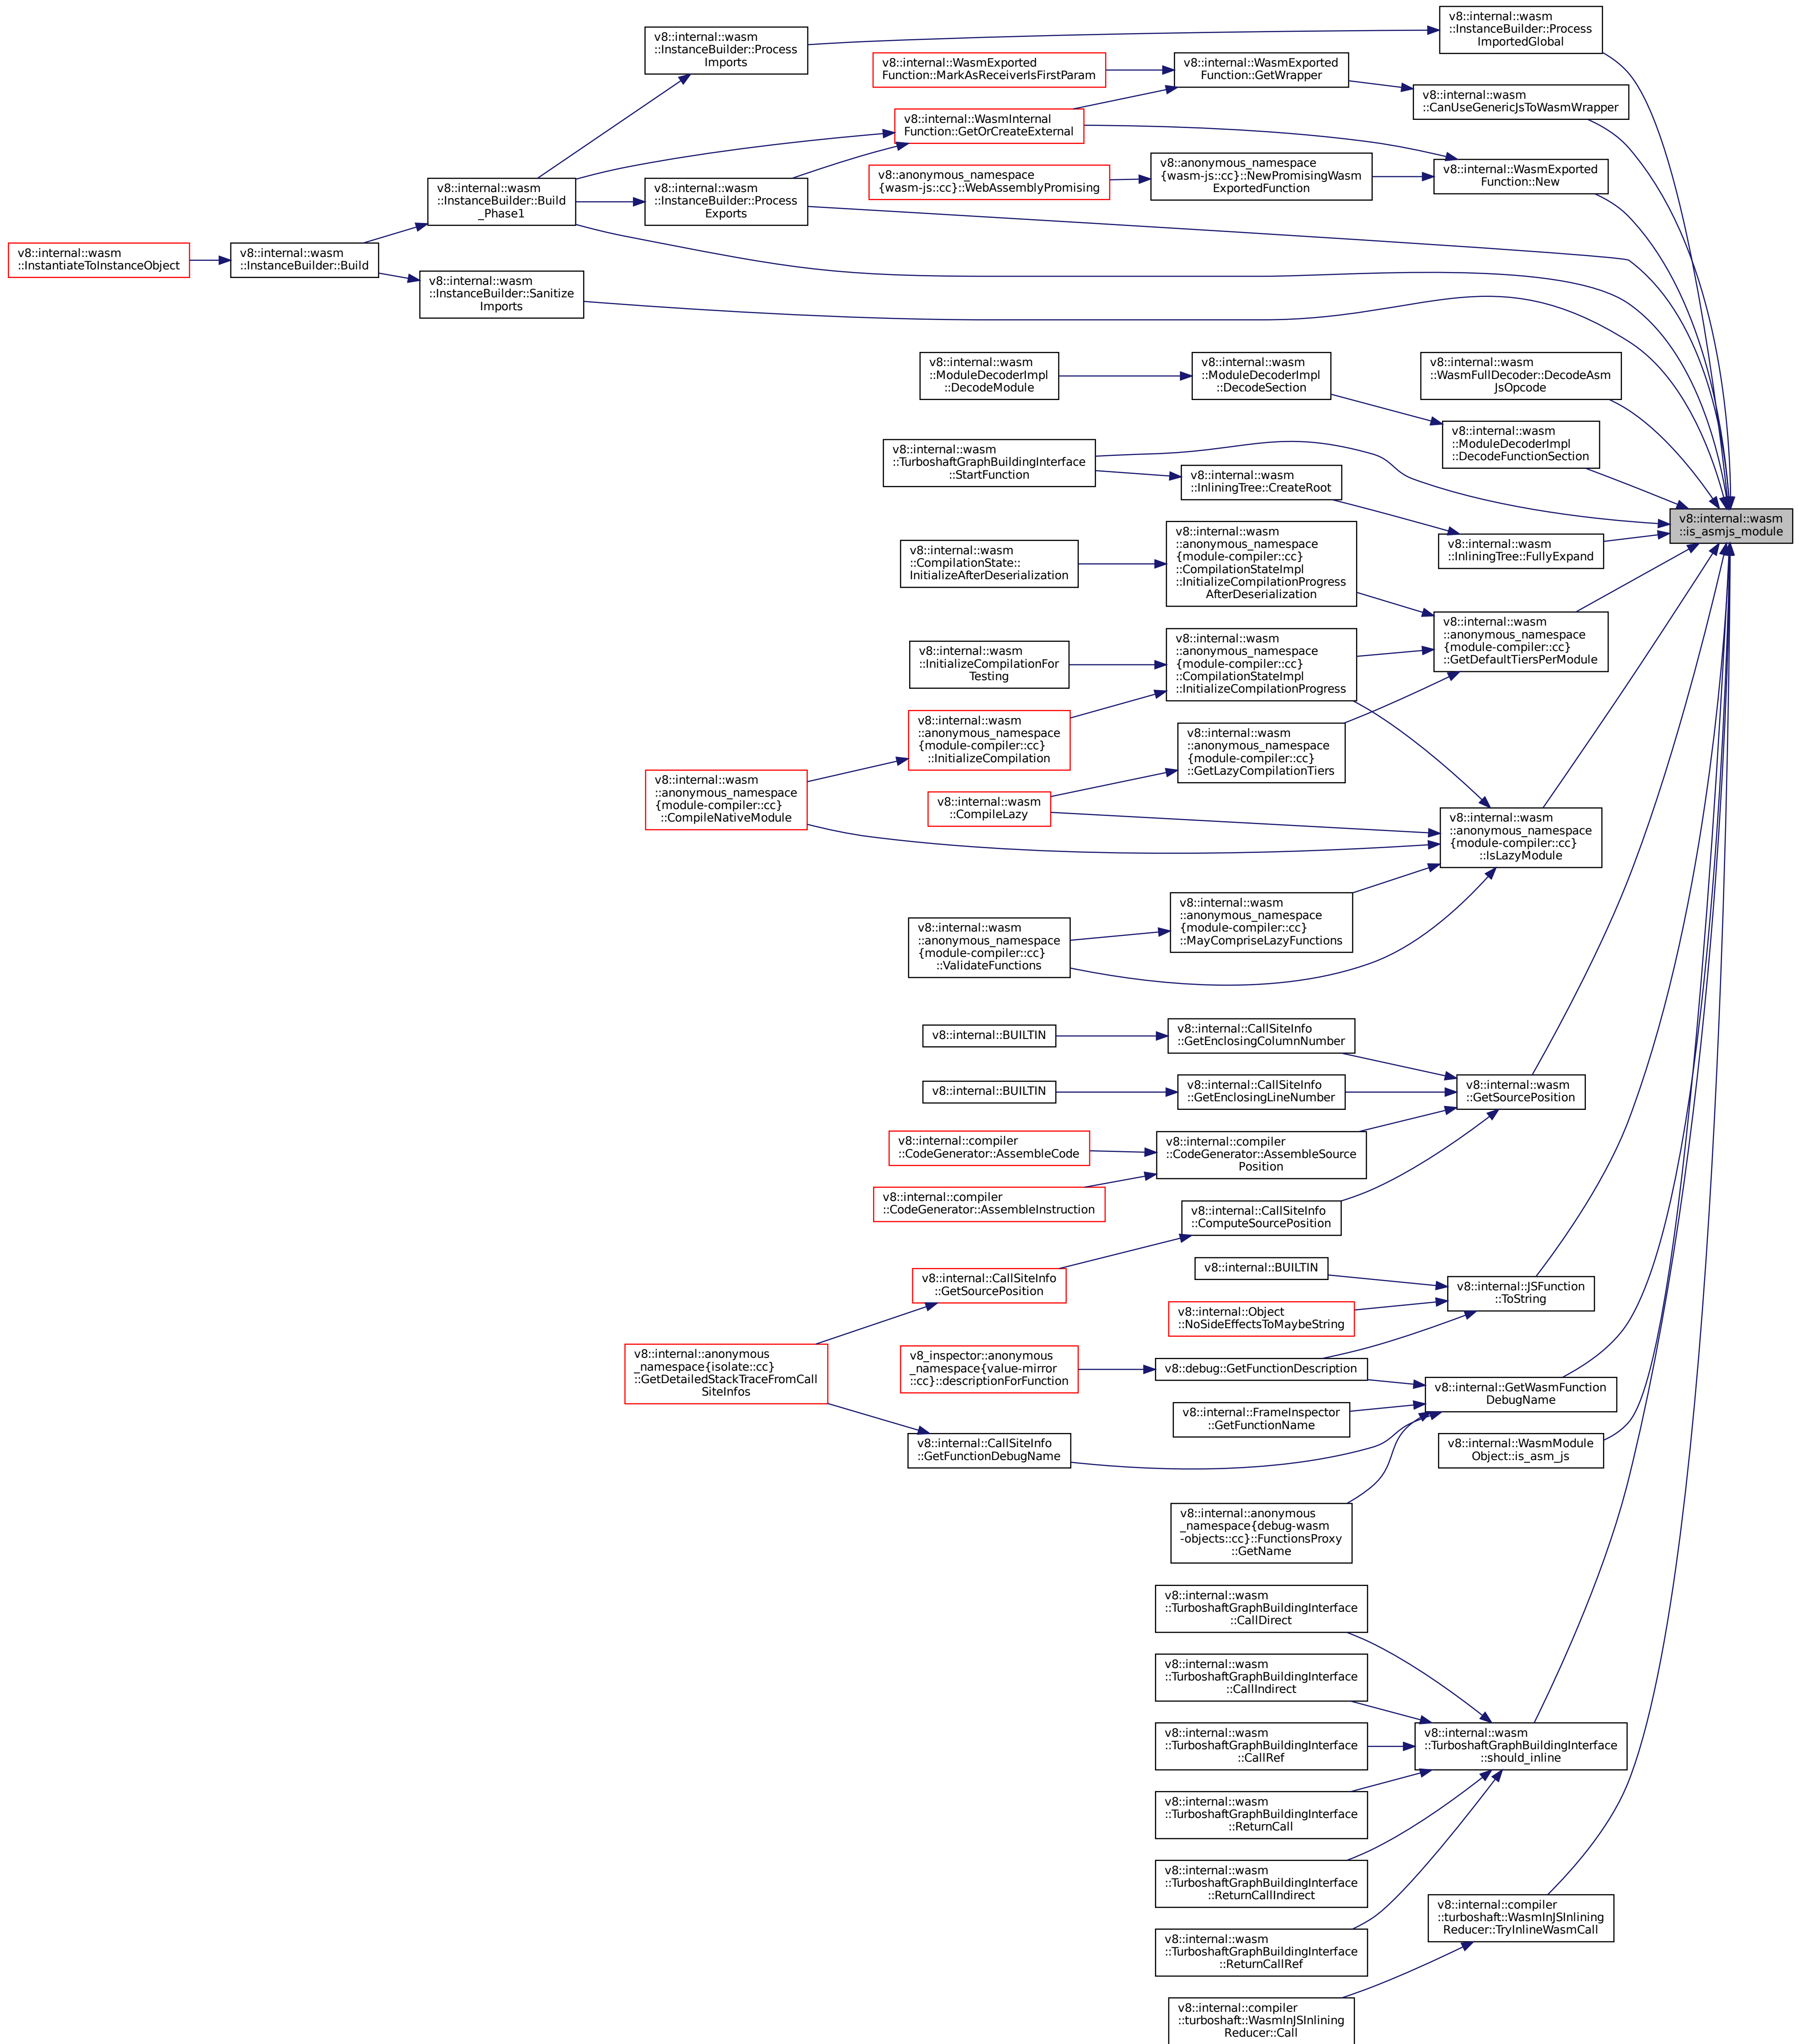 v8::internal::wasm
::InstanceBuilder::Process
ImportedGlobal
v8::internal::wasm
::InstanceBuilder::Process
Imports
v8::internal::WasmExported
Function::MarkAsReceiverIsFirstParam
v8::internal::WasmExported
Function::GetWrapper
v8::internal::wasm
::CanUseGenericJsToWasmWrapper
v8::internal::WasmInternal
Function::GetOrCreateExternal
v8::anonymous_namespace
{wasm-js::cc}::WebAssemblyPromising
v8::anonymous_namespace
{wasm-js::cc}::NewPromisingWasm
ExportedFunction
v8::internal::WasmExported
Function::New
v8::internal::wasm
::InstanceBuilder::Build
_Phase1
v8::internal::wasm
::InstanceBuilder::Process
Exports
v8::internal::wasm
::InstantiateToInstanceObject
v8::internal::wasm
::InstanceBuilder::Build
v8::internal::wasm
::InstanceBuilder::Sanitize
Imports
v8::internal::wasm
::ModuleDecoderImpl
::DecodeModule
v8::internal::wasm
::ModuleDecoderImpl
::DecodeSection
v8::internal::wasm
::WasmFullDecoder::DecodeAsm
JsOpcode
v8::internal::wasm
::ModuleDecoderImpl
::DecodeFunctionSection
v8::internal::wasm
::TurboshaftGraphBuildingInterface
::StartFunction
v8::internal::wasm
::InliningTree::CreateRoot
v8::internal::wasm
::is_asmjs_module
v8::internal::wasm
::InliningTree::FullyExpand
v8::internal::wasm
::CompilationState::
InitializeAfterDeserialization
v8::internal::wasm
::anonymous_namespace
{module-compiler::cc}
::CompilationStateImpl
::InitializeCompilationProgress
AfterDeserialization
v8::internal::wasm
::anonymous_namespace
{module-compiler::cc}
::GetDefaultTiersPerModule
v8::internal::wasm
::InitializeCompilationFor
Testing
v8::internal::wasm
::anonymous_namespace
{module-compiler::cc}
::CompilationStateImpl
::InitializeCompilationProgress
v8::internal::wasm
::anonymous_namespace
{module-compiler::cc}
::InitializeCompilation
v8::internal::wasm
::anonymous_namespace
{module-compiler::cc}
::GetLazyCompilationTiers
v8::internal::wasm
::anonymous_namespace
{module-compiler::cc}
::CompileNativeModule
v8::internal::wasm
::CompileLazy
v8::internal::wasm
::anonymous_namespace
{module-compiler::cc}
::IsLazyModule
v8::internal::wasm
::anonymous_namespace
{module-compiler::cc}
::MayCompriseLazyFunctions
v8::internal::wasm
::anonymous_namespace
{module-compiler::cc}
::ValidateFunctions
v8::internal::BUILTIN
v8::internal::CallSiteInfo
::GetEnclosingColumnNumber
v8::internal::BUILTIN
v8::internal::CallSiteInfo
::GetEnclosingLineNumber
v8::internal::wasm
::GetSourcePosition
v8::internal::compiler
::CodeGenerator::AssembleCode
v8::internal::compiler
::CodeGenerator::AssembleSource
Position
v8::internal::compiler
::CodeGenerator::AssembleInstruction
v8::internal::CallSiteInfo
::ComputeSourcePosition
v8::internal::BUILTIN
v8::internal::CallSiteInfo
::GetSourcePosition
v8::internal::JSFunction
::ToString
v8::internal::Object
::NoSideEffectsToMaybeString
v8::internal::anonymous
_namespace{isolate::cc}
::GetDetailedStackTraceFromCall
SiteInfos
v8_inspector::anonymous
_namespace{value-mirror
::cc}::descriptionForFunction
v8::debug::GetFunctionDescription
v8::internal::GetWasmFunction
DebugName
v8::internal::FrameInspector
::GetFunctionName
v8::internal::CallSiteInfo
::GetFunctionDebugName
v8::internal::WasmModule
Object::is_asm_js
v8::internal::anonymous
_namespace{debug-wasm
-objects::cc}::FunctionsProxy
::GetName
v8::internal::wasm
::TurboshaftGraphBuildingInterface
::CallDirect
v8::internal::wasm
::TurboshaftGraphBuildingInterface
::CallIndirect
v8::internal::wasm
::TurboshaftGraphBuildingInterface
::CallRef
v8::internal::wasm
::TurboshaftGraphBuildingInterface
::should_inline
v8::internal::wasm
::TurboshaftGraphBuildingInterface
::ReturnCall
v8::internal::wasm
::TurboshaftGraphBuildingInterface
::ReturnCallIndirect
v8::internal::compiler
::turboshaft::WasmInJSInlining
Reducer::TryInlineWasmCall
v8::internal::wasm
::TurboshaftGraphBuildingInterface
::ReturnCallRef
v8::internal::compiler
::turboshaft::WasmInJSInlining
Reducer::Call